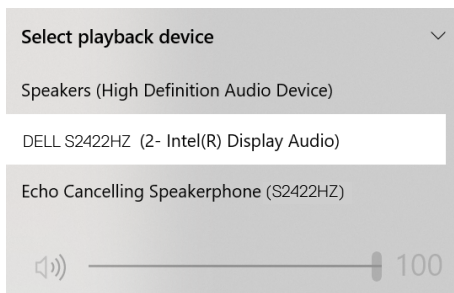 Select playback device
Speakers (High Definition Audio Device)
DELL S2422HZ (2- Intel(R) Display Audio)
Echo Cancelling Speakerphone (S2422HZ)
100